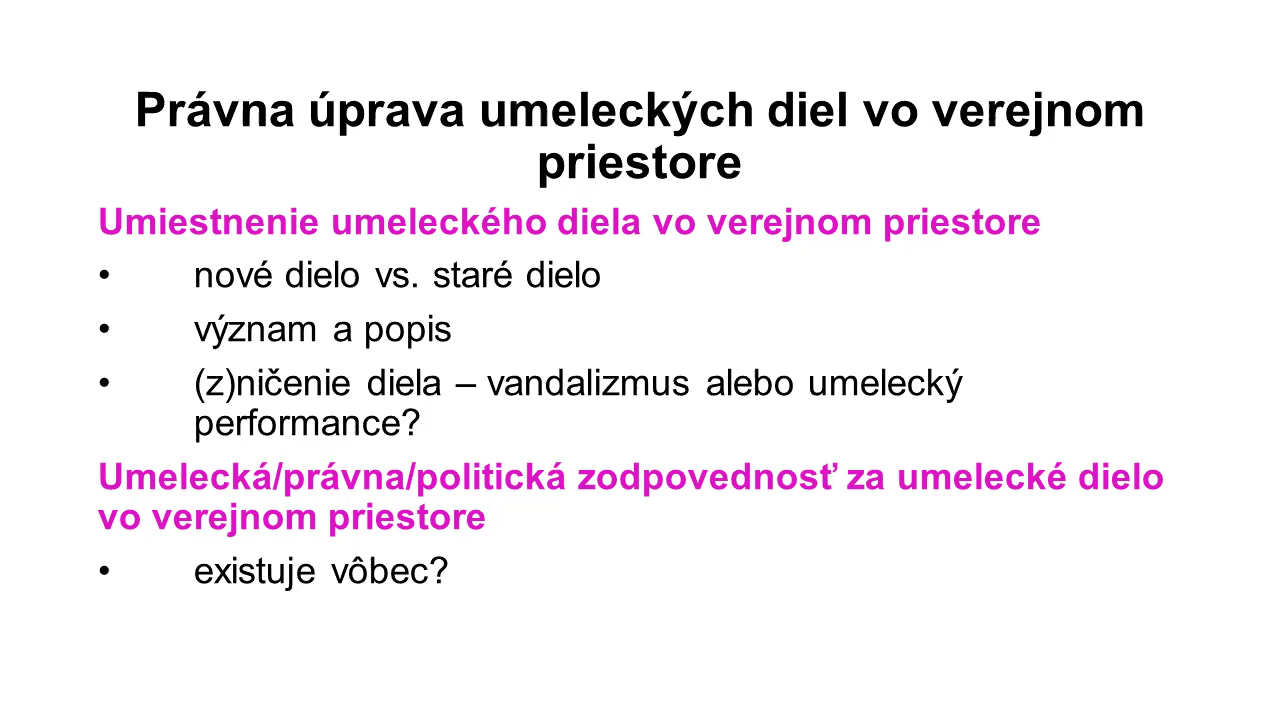 Právna úprava umeleckých diel vo verejnom
priestore
Umiestnenie umeleckého diela vo verejnom priestore
• nové dielo vs. staré dielo
• význam a popis
• (z)ničenie diela – vandalizmus alebo umelecký
performance?
Umelecká/právna/politická zodpovednosť za umelecké dielo
vo verejnom priestore
• existuje vôbec?